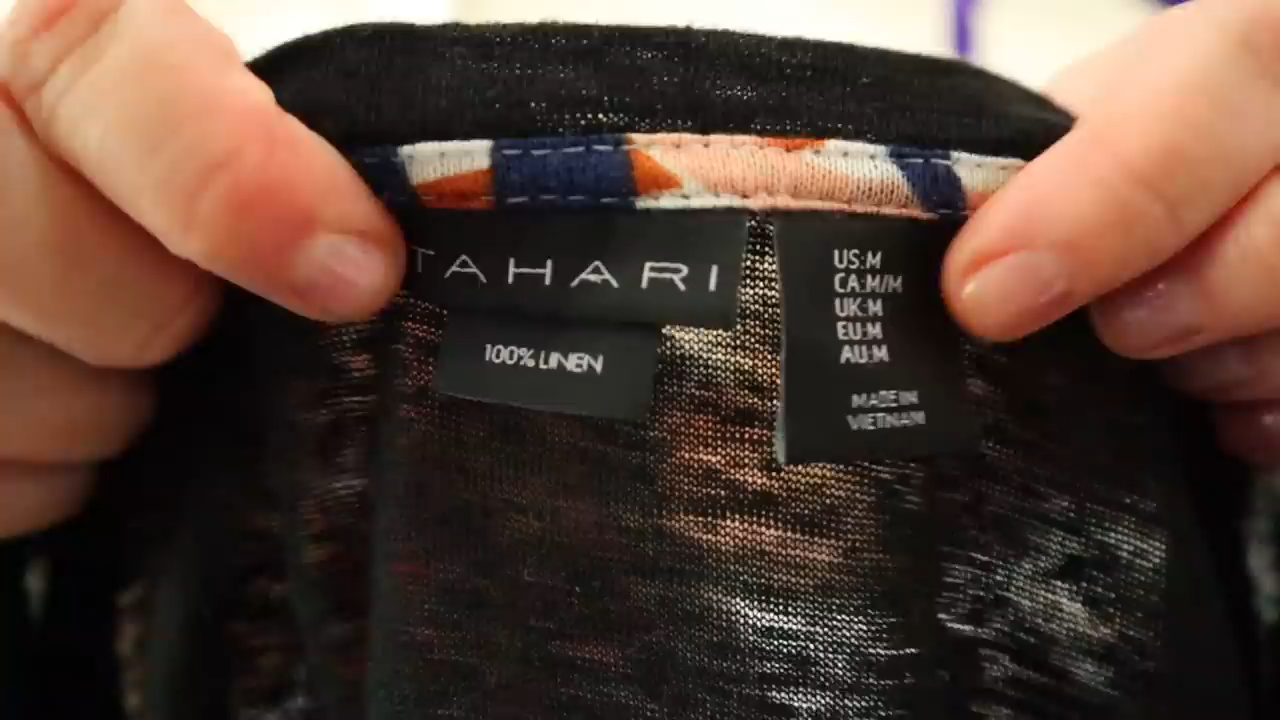 TAHARI
100% LINEN
US:M
CA:M/M
UK:M
EU:M
AU:M
MADE IN
VIETNAM